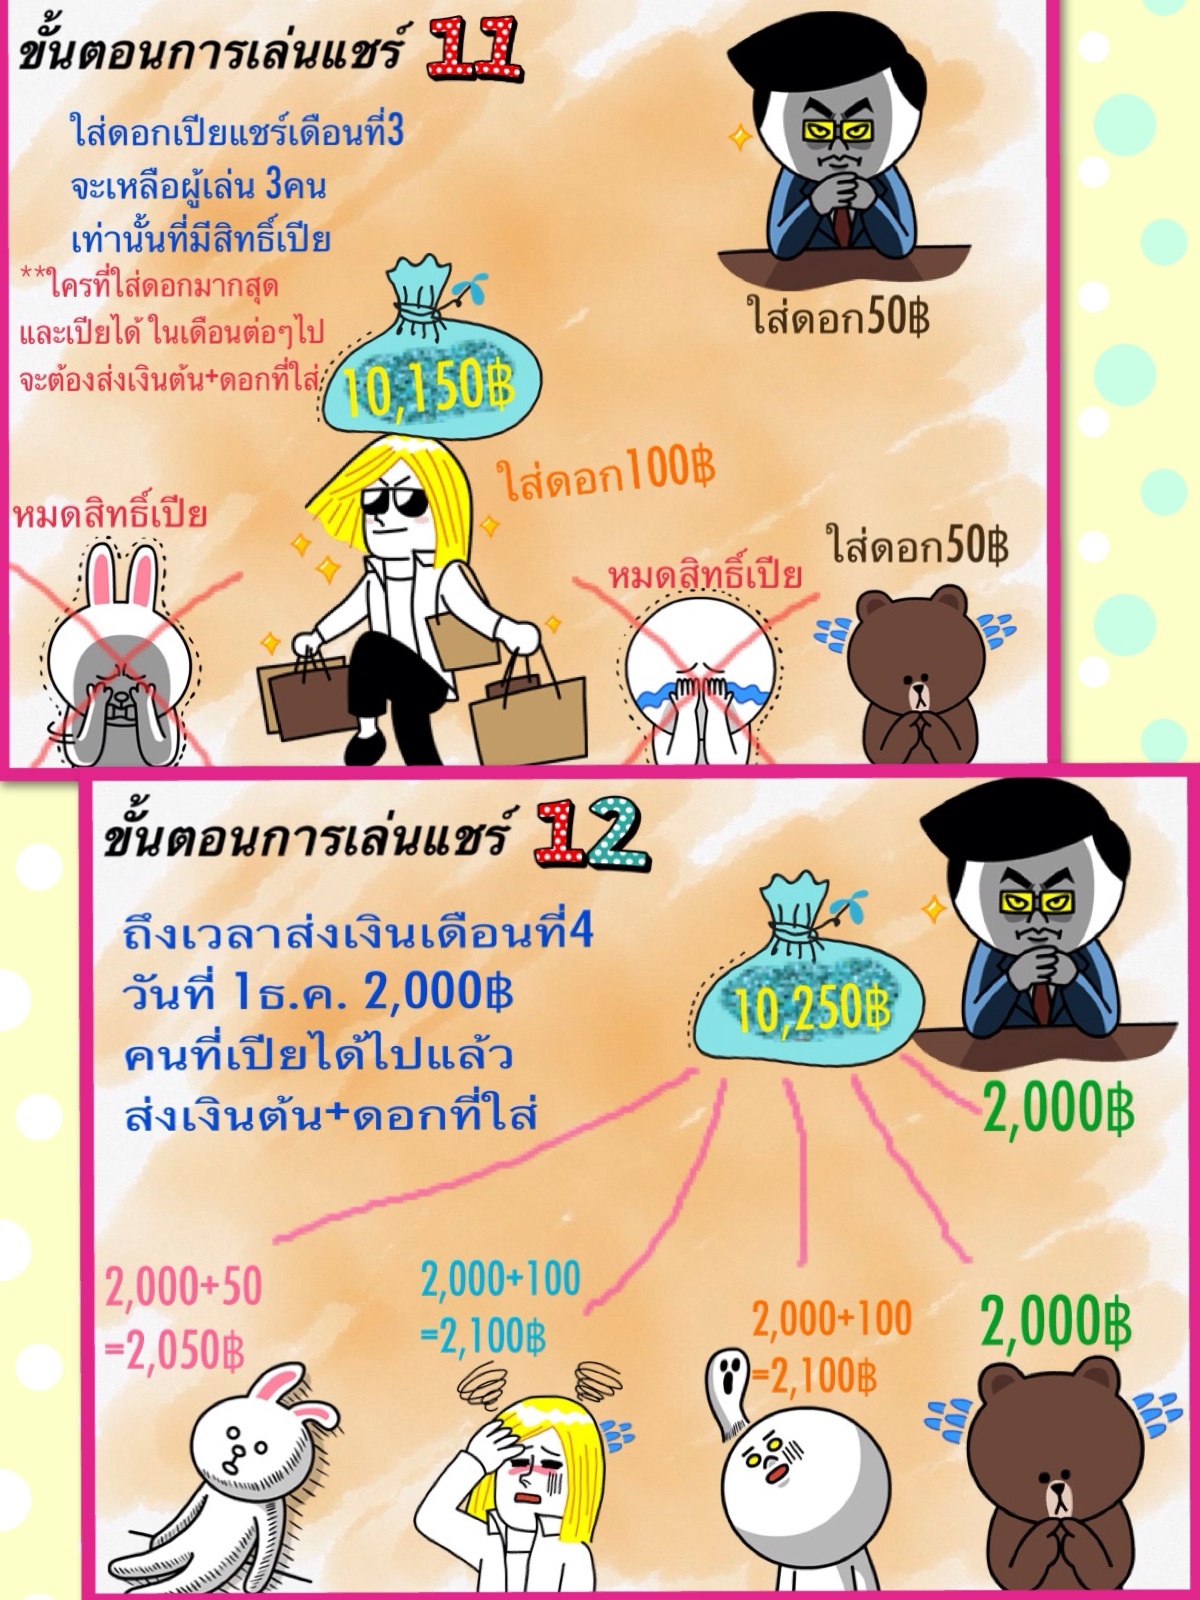 ขั้นตอนการเล่นแชร์ 11
ใส่ดอกเปียแชร์เดือนที่3
จะเหลือผู้เล่น 3คน
เท่านั้นที่มีสิทธิ์เปีย
**ใครที่ใส่ดอกมากสุด
และเปียได้ ในเดือนต่อๆไป
จะต้องส่งเงินต้น+ดอกที่ใส่
10,150฿
ใส่ดอก50฿
ใส่ดอก100฿
หมดสิทธิ์เปีย
หมดสิทธิ์เปีย
ใส่ดอก50฿
ขั้นตอนการเล่นแชร์ 12
ถึงเวลาส่งเงินเดือนที่4
วันที่ 1ธ.ค. 2,000฿
คนที่เปียได้ไปแล้ว
ส่งเงินต้น+ดอกที่ใส่
10,250฿
2,000฿
2,000+50
=2,050฿
2,000+100
=2,100฿
2,000+100
=2,100฿
2,000฿